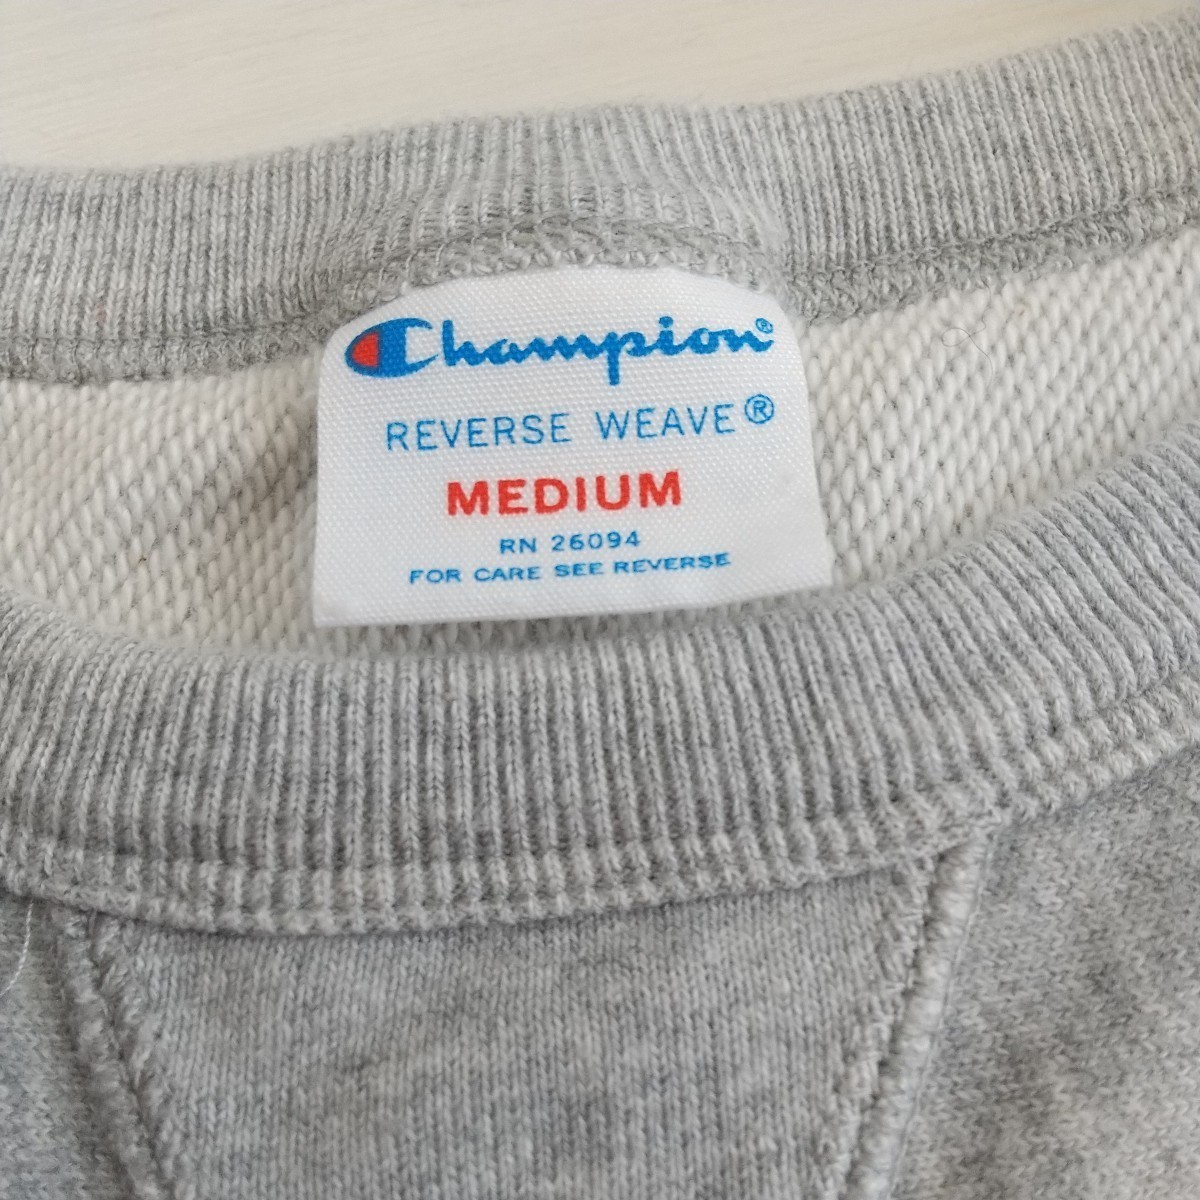 Champion®
REVERSE WEAVE®
MEDIUM
RN 26094
FOR CARE SEE REVERSE